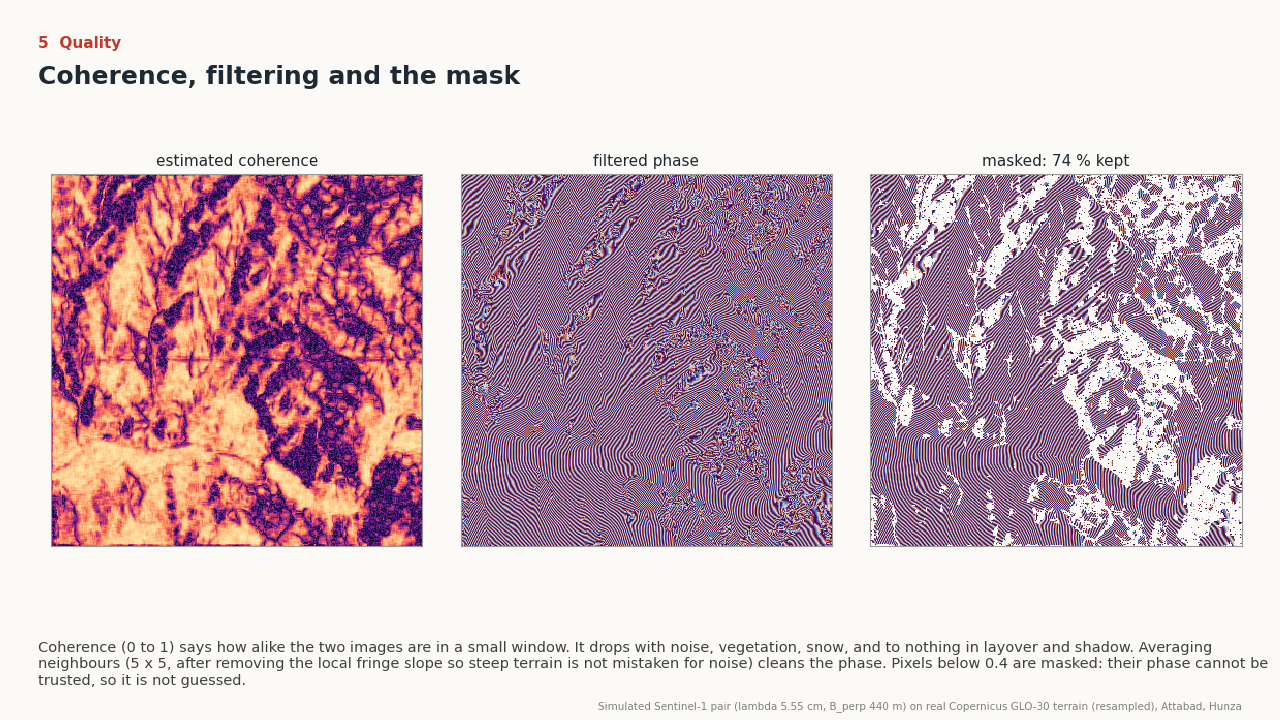 5  Quality
Coherence, filtering and the mask
estimated coherence
filtered phase
masked: 74 % kept
Coherence (0 to 1) says how alike the two images are in a small window. It drops with noise, vegetation, snow, and to nothing in layover and shadow. Averaging
neighbours (5 x 5, after removing the local fringe slope so steep terrain is not mistaken for noise) cleans the phase. Pixels below 0.4 are masked: their phase cannot be
trusted, so it is not guessed.
Simulated Sentinel-1 pair (lambda 5.55 cm, B_perp 440 m) on real Copernicus GLO-30 terrain (resampled), Attabad, Hunza